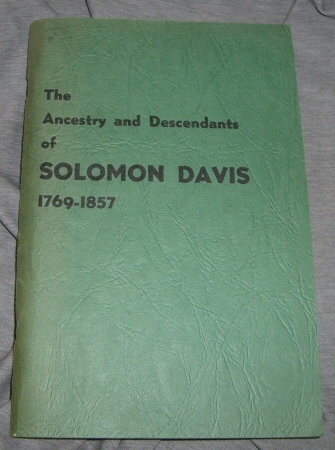 The
Ancestry and Descendants
of
SOLOMON DAVIS
1769-1857